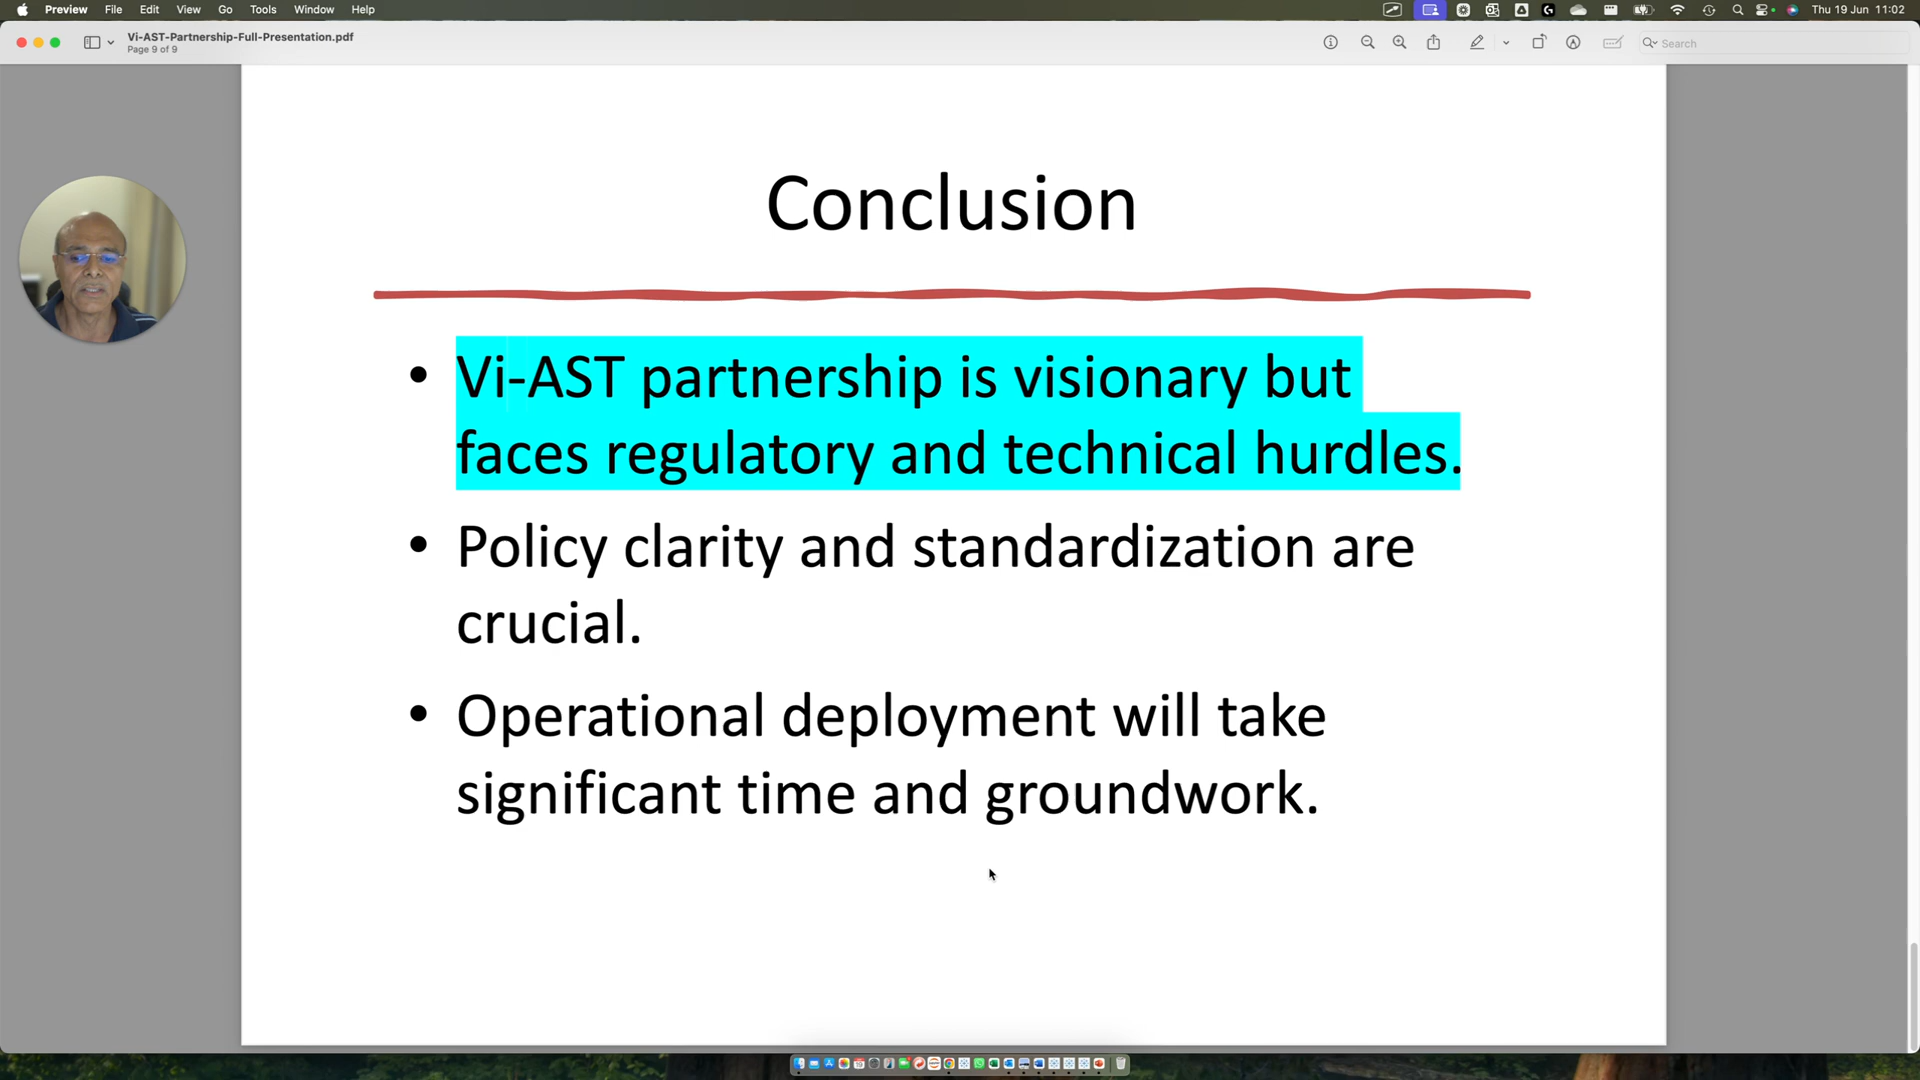 Preview File Edit View Go Tools Window Help
Thu 19 Jun 11:02
Vi-AST-Partnership-Full-Presentation.pdf
Page 9 of 9
Search
Conclusion
• Vi-AST partnership is visionary but
faces regulatory and technical hurdles.
• Policy clarity and standardization are
crucial.
• Operational deployment will take
significant time and groundwork.